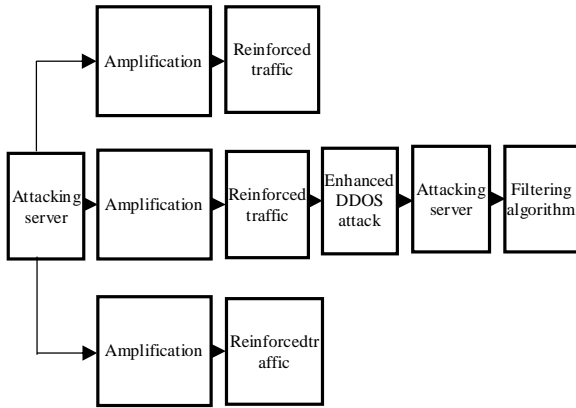 Amplification
Reinforced
traffic
Attacking
server
Amplification
Reinforced
traffic
Enhanced
DDOS
attack
Attacking
server
Filtering
algorithm
Amplification
Reinforcedtr
affic